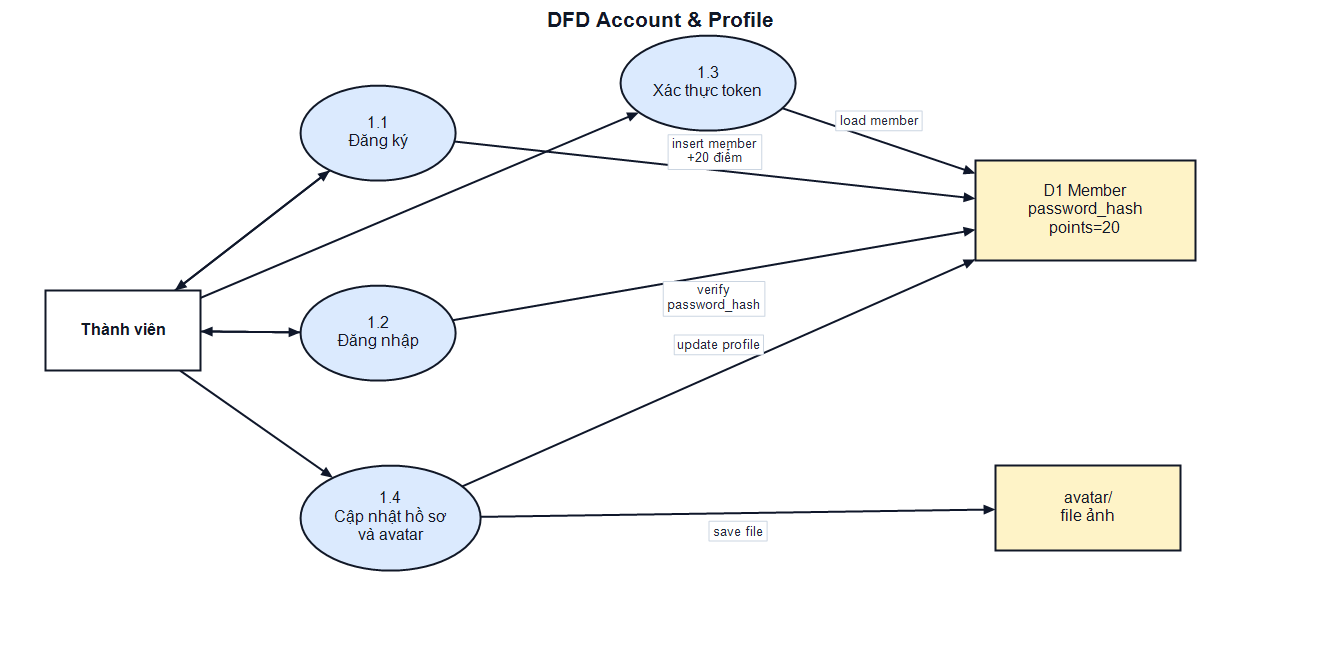 DFD Account & Profile
1.3
Xác thực token
1.1
Đăng ký
load member
insert member
+20 điểm
D1 Member
password_hash
points=20
Thành viên
1.2
Đăng nhập
verify
password_hash
update profile
1.4
Cập nhật hồ sơ
và avatar
save file
avatar/
file ảnh